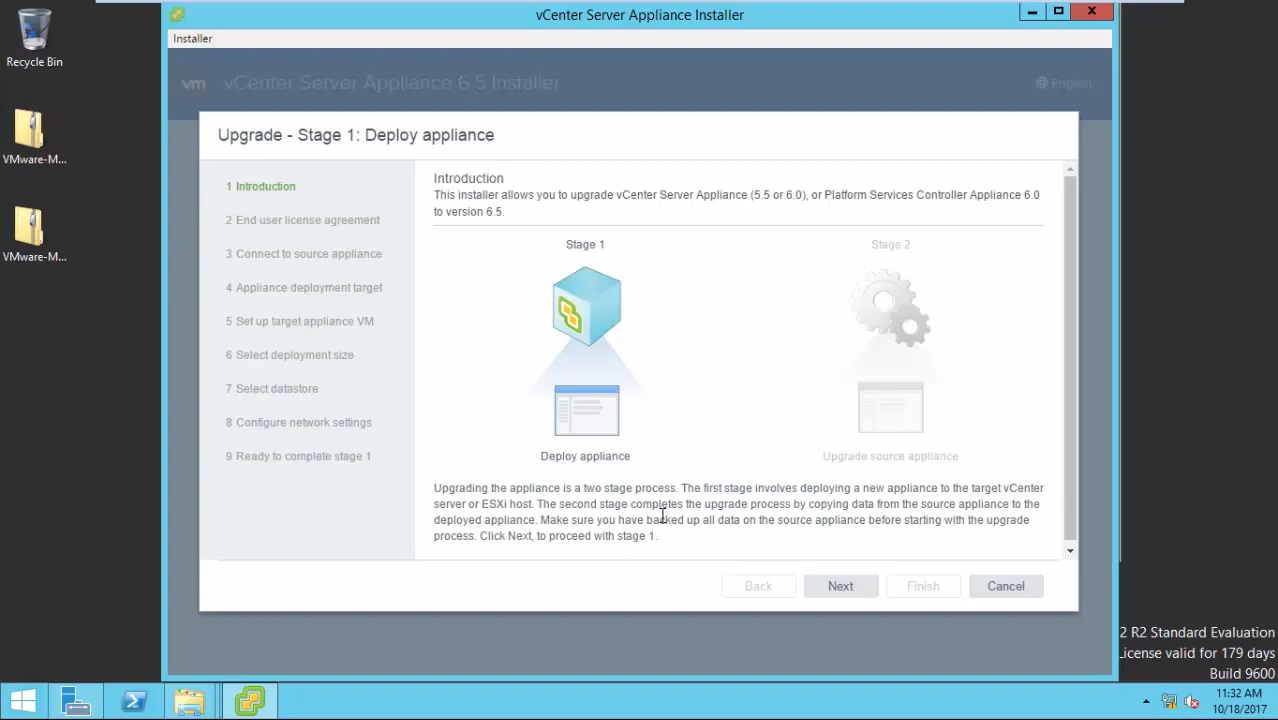 vCenter Server Appliance Installer
Recycle Bin
VMware-M...
VMware-M...
Installer
vm vCenter Server Appliance 6.5 Installer
English
Upgrade - Stage 1: Deploy appliance
1 Introduction
2 End user license agreement
3 Connect to source appliance
4 Appliance deployment target
5 Set up target appliance VM
6 Select deployment size
7 Select datastore
8 Configure network settings
9 Ready to complete stage 1
Introduction
This installer allows you to upgrade vCenter Server Appliance (5.5 or 6.0), or Platform Services Controller Appliance 6.0
to version 6.5.
Stage 1
Stage 2
Deploy appliance
Upgrade source appliance
Upgrading the appliance is a two stage process. The first stage involves deploying a new appliance to the target vCenter
server or ESXi host. The second stage completes the upgrade process by copying data from the source appliance to the
deployed appliance. Make sure you have backed up all data on the source appliance before starting with the upgrade
process. Click Next, to proceed with stage 1.
Back
Next
Finish
Cancel
2 R2 Standard Evaluation
License valid for 179 days
Build 9600
11:32 AM
10/18/2017